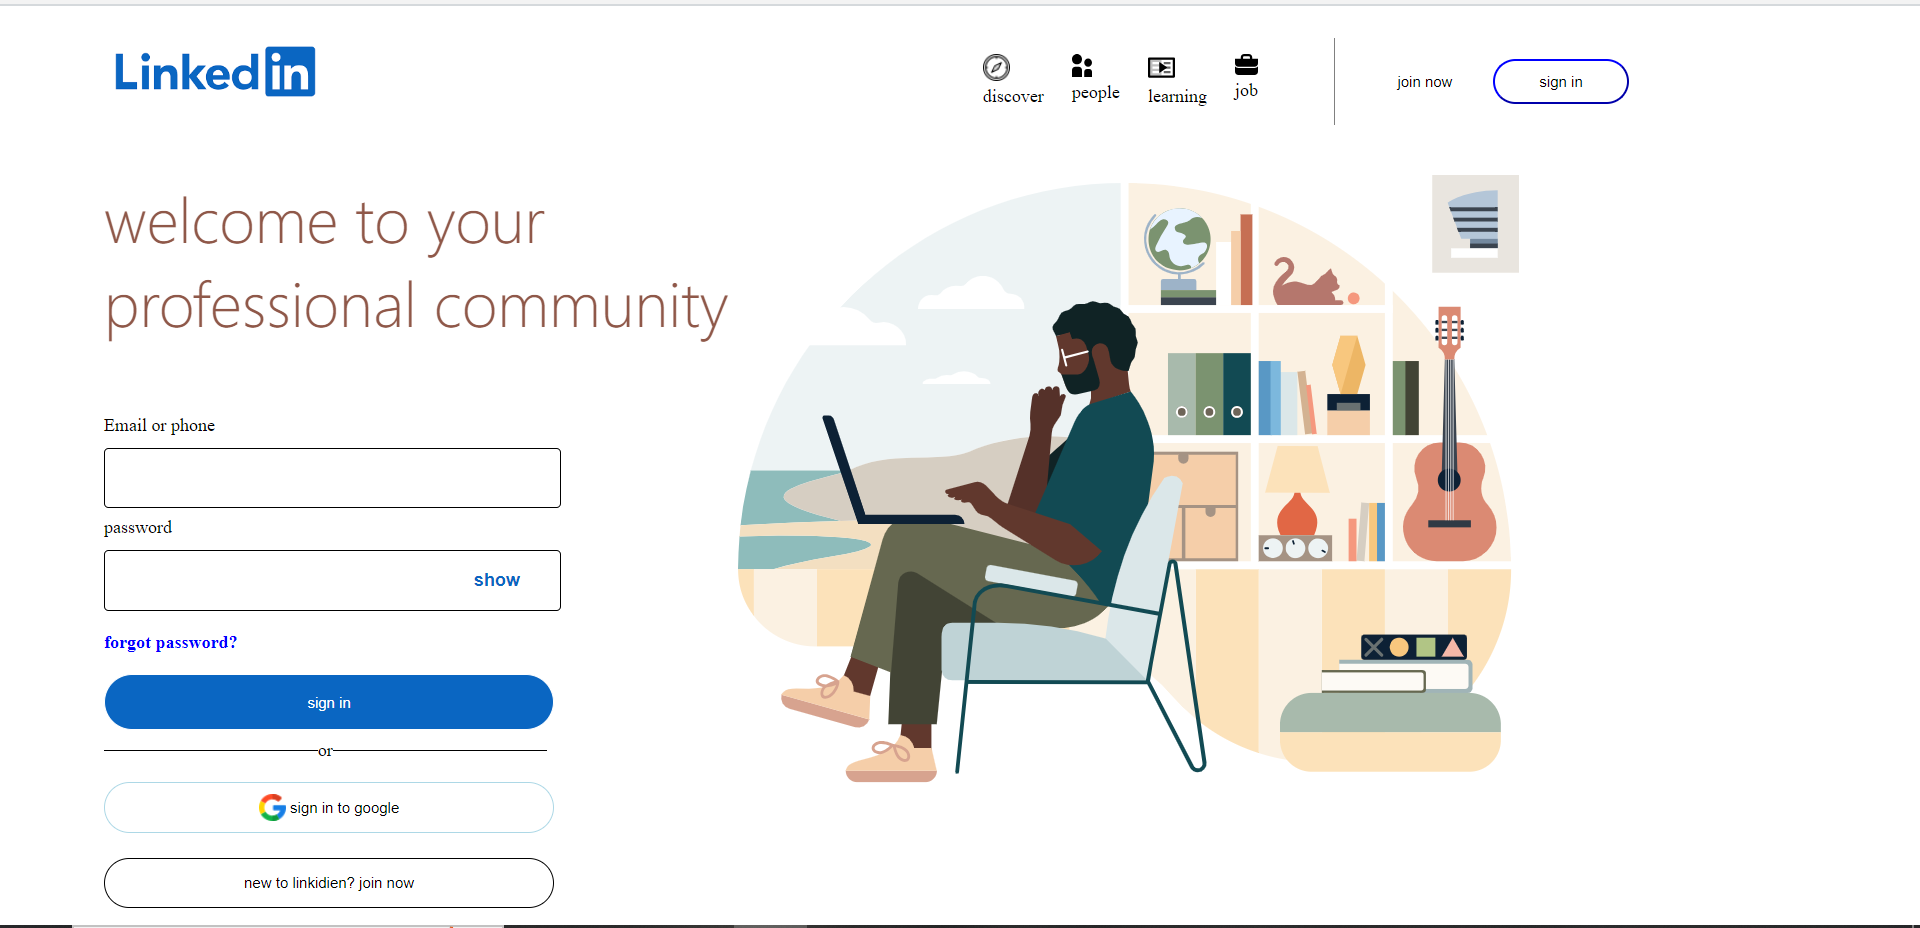 Linkedin
discover people learning job
join now sign in
welcome to your
professional community
Email or phone
password
show
forgot password?
sign in
or
sign in to google
new to linkidien? join now